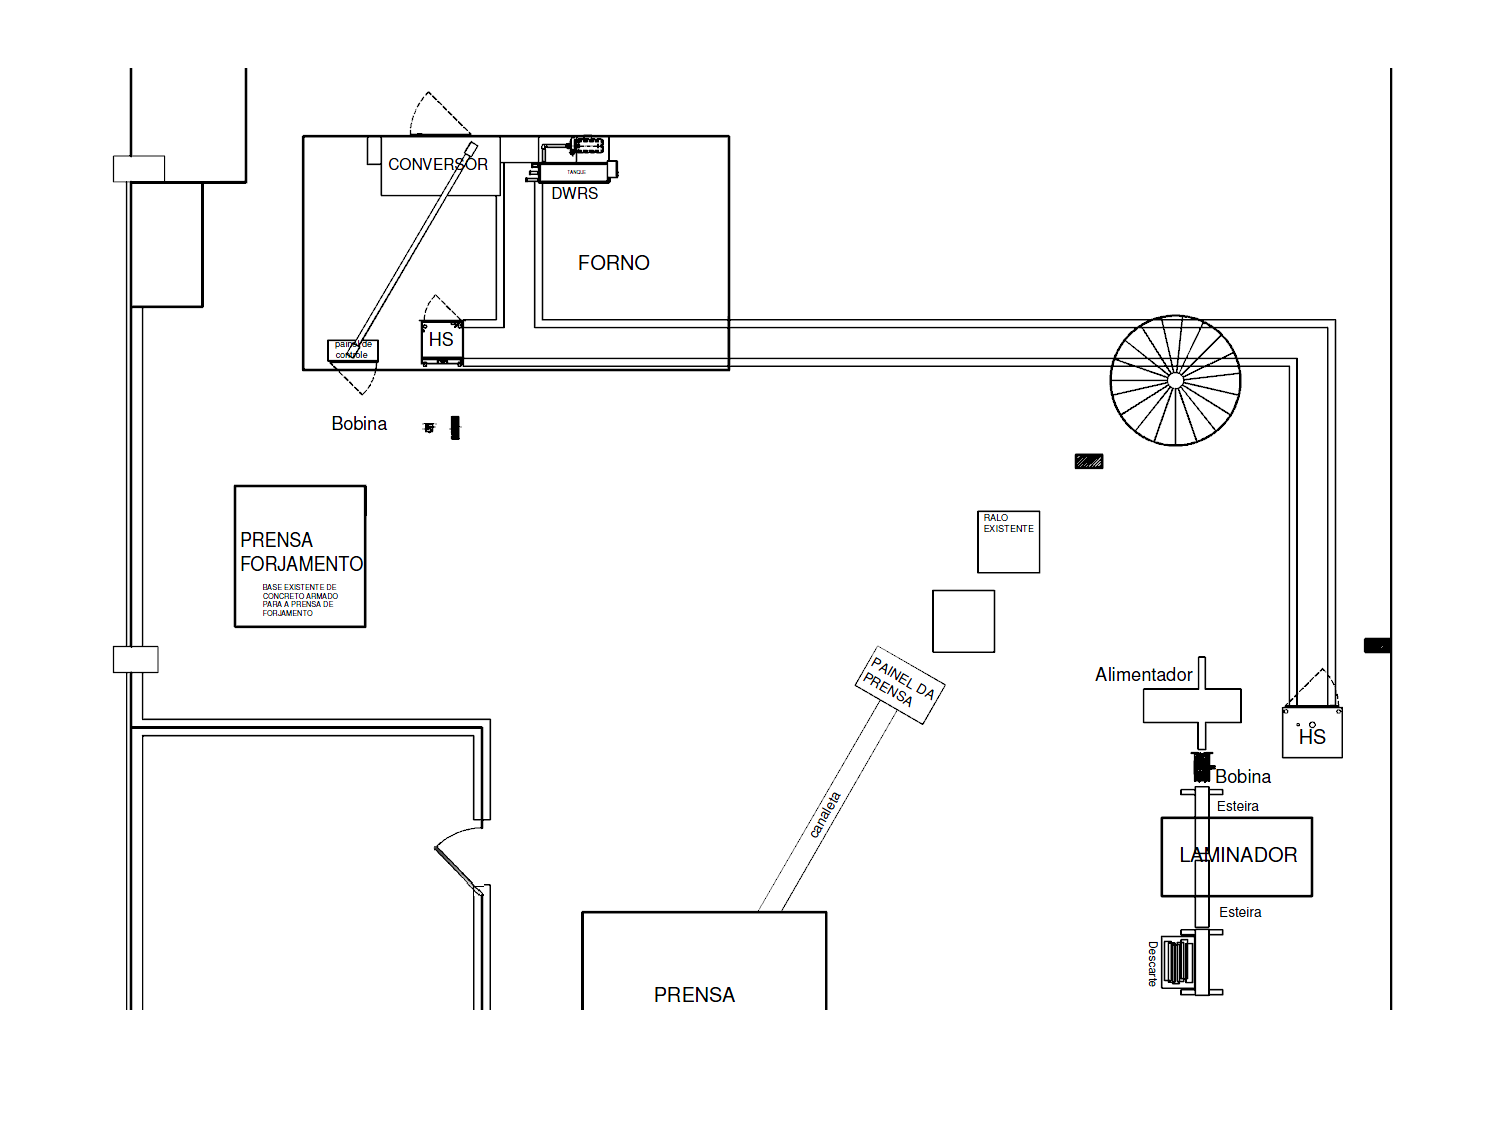 CONVERSOR
TANQUE
DWRS
FORNO
HS
painel de
controle
Bobina
RALO
EXISTENTE
PRENSA
FORJAMENTO
BASE EXISTENTE DE
CONCRETO ARMADO
PARA A PRENSA DE
FORJAMENTO
PAINEL DA
PRENSA
Alimentador
HS
Bobina
Esteira
canaleta
LAMINADOR
Esteira
Descarte
PRENSA